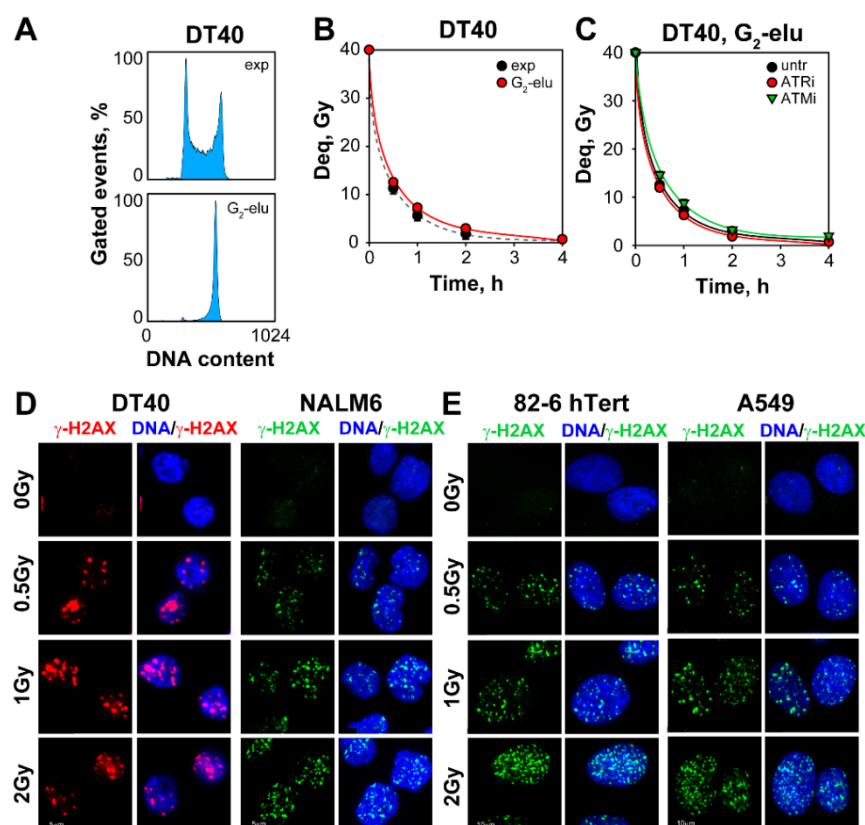 A
DT40
exp
100
50
0
G₂-elu
100
50
0
Gated events, %
0
1024
DNA content
B
DT40
exp
G₂-elu
Deq, Gy
40
30
20
10
0
0 1 2 3 4
Time, h
C
DT40, G₂-elu
untr
ATRi
ATMi
Deq, Gy
40
30
20
10
0
0 1 2 3 4
Time, h
D
DT40
NALM6
γ-H2AX DNA/γ-H2AX γ-H2AX DNA/γ-H2AX
0Gy
0.5Gy
1Gy
2Gy
5µm
5µm
E
82-6 hTert
A549
γ-H2AX DNA/γ-H2AX γ-H2AX DNA/γ-H2AX
0Gy
0.5Gy
1Gy
2Gy
10µm
10µm